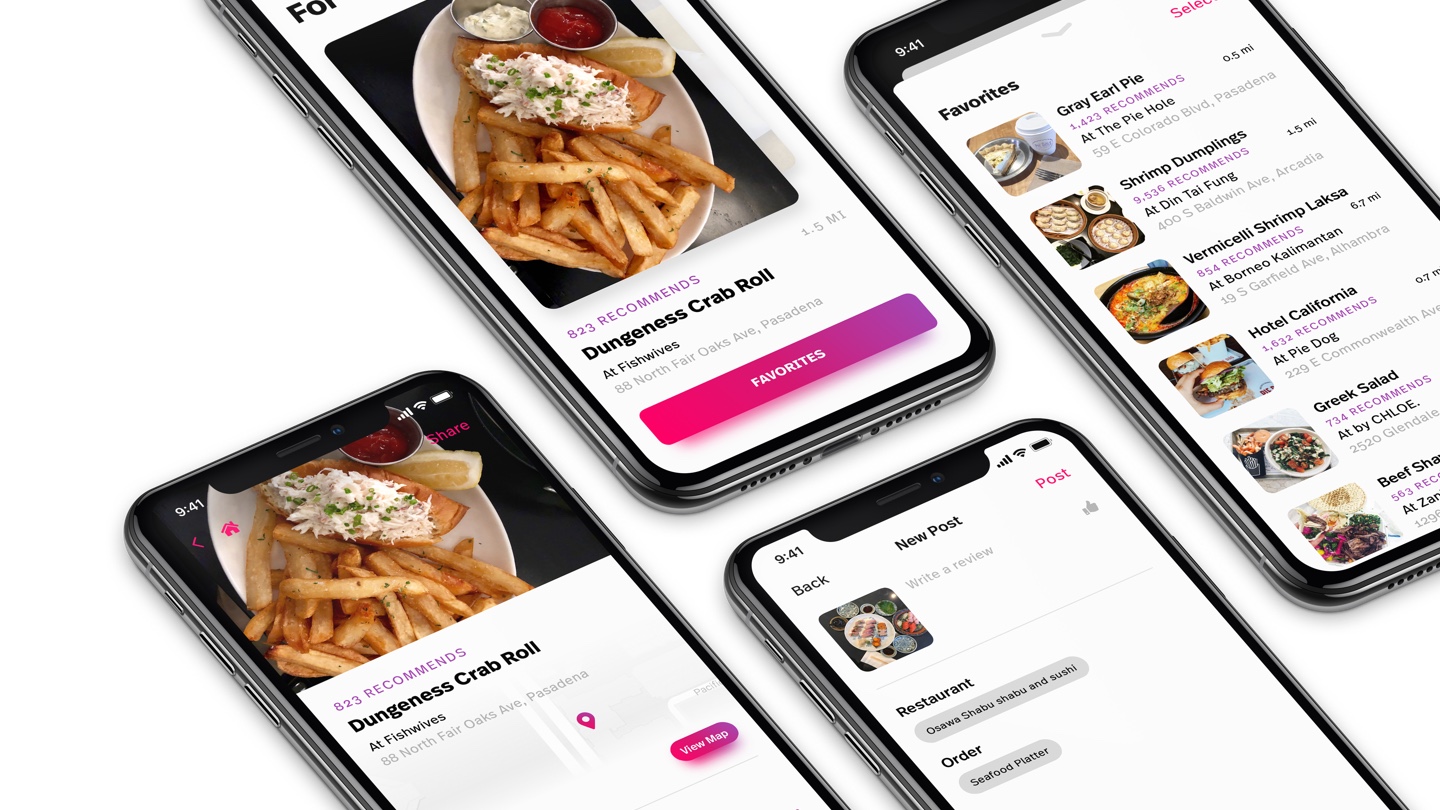 For
1.5 MI
823 RECOMMENDS
Dungeness Crab Roll
At Fishwives
88 North Fair Oaks Ave, Pasadena
FAVORITES
9:41
Select
Favorites
Gray Earl Pie
0.5 mi
1,423 RECOMMENDS
At The Pie Hole
59 E Colorado Blvd, Pasadena
Shrimp Dumplings
1.5 mi
9,536 RECOMMENDS
At Din Tai Fung
400 S Baldwin Ave, Arcadia
Vermicelli Shrimp Laksa
6.7 mi
854 RECOMMENDS
At Borneo Kalimantan
19 S Garfield Ave, Alhambra
Hotel California
0.7 m
1,632 RECOMMENDS
At Pie Dog
229 E Commonwealth Ave
Greek Salad
734 RECOMMENDS
At by CHLOE.
2520 Glendale
Beef Sha
563 RECO
At Zan
1296
9:41
Share
823 RECOMMENDS
Dungeness Crab Roll
At Fishwives
88 North Fair Oaks Ave, Pasadena
Pacifi
View Map
9:41
Back
New Post
Post
Write a review
Restaurant
Osawa Shabu shabu and sushi
Order
Seafood Platter